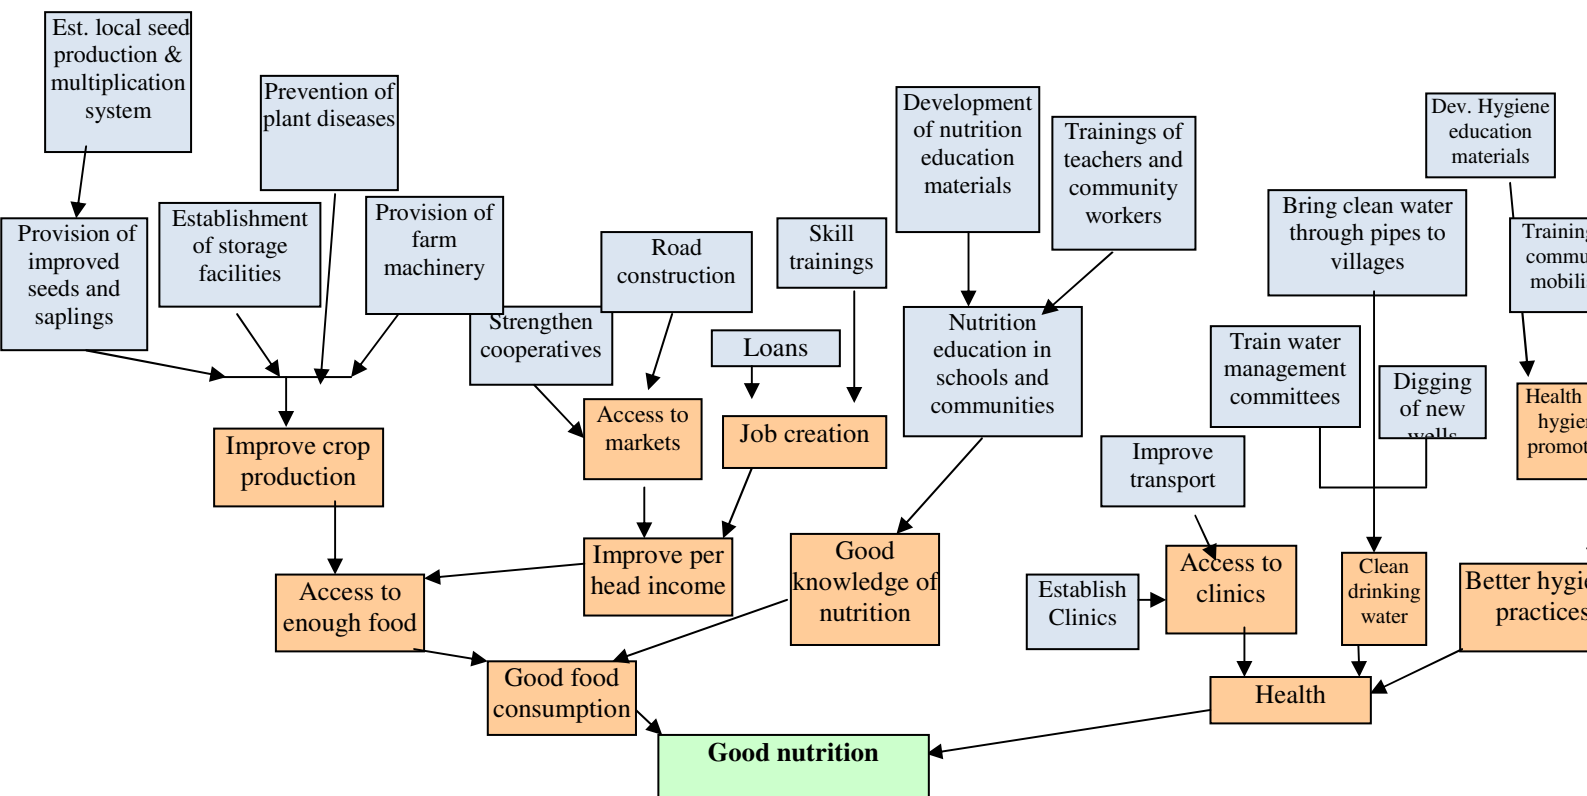 Est. local seed
production &
multiplication
system
Prevention of
plant diseases
Development
of nutrition
education
materials
Trainings of
teachers and
community
workers
Dev. Hygiene
education
materials
Provision of
improved
seeds and
saplings
Establishment
of storage
facilities
Provision of
farm
machinery
Strengthen
cooperatives
Road
construction
Skill
trainings
Loans
Nutrition
education in
schools and
communities
Bring clean water
through pipes to
villages
Train water
management
committees
Digging
of new
wells
Health
Improve crop
production
Access to
markets
Job creation
Improve
transport
Access to
enough food
Improve per
head income
Good
knowledge of
nutrition
Establish
Clinics
Access to
clinics
Clean
drinking
water
Better
practices
Good food
consumption
Health
Good nutrition